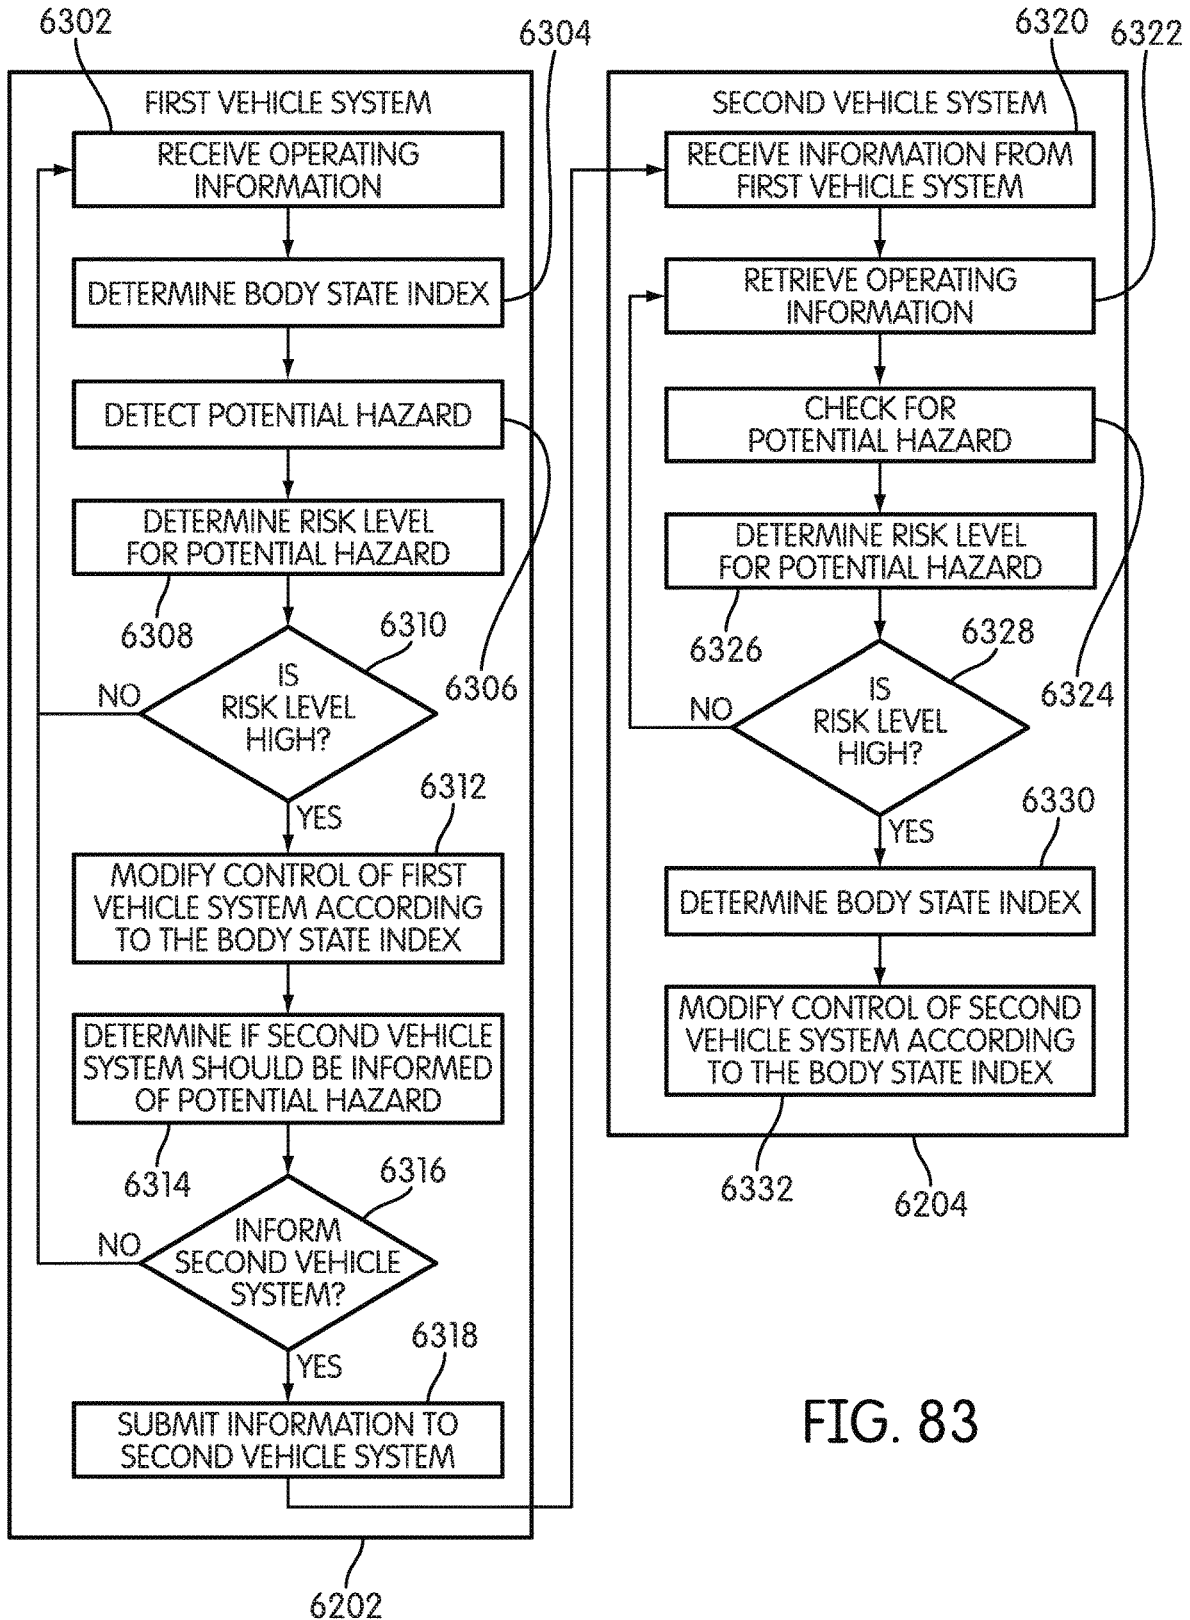 6302
6304
FIRST VEHICLE SYSTEM
RECEIVE OPERATING
INFORMATION
DETERMINE BODY STATE INDEX
DETECT POTENTIAL HAZARD
DETERMINE RISK LEVEL
FOR POTENTIAL HAZARD
6308
6310
6306
IS
RISK LEVEL
HIGH?
NO
YES
6312
MODIFY CONTROL OF FIRST
VEHICLE SYSTEM ACCORDING
TO THE BODY STATE INDEX
DETERMINE IF SECOND VEHICLE
SYSTEM SHOULD BE INFORMED
OF POTENTIAL HAZARD
6314
6316
INFORM
SECOND VEHICLE
SYSTEM?
NO
YES
6318
SUBMIT INFORMATION TO
SECOND VEHICLE SYSTEM
6202
6320
6322
SECOND VEHICLE SYSTEM
RECEIVE INFORMATION FROM
FIRST VEHICLE SYSTEM
RETRIEVE OPERATING
INFORMATION
CHECK FOR
POTENTIAL HAZARD
DETERMINE RISK LEVEL
FOR POTENTIAL HAZARD
6326
6328
6324
IS
RISK LEVEL
HIGH?
NO
YES
6330
DETERMINE BODY STATE INDEX
MODIFY CONTROL OF SECOND
VEHICLE SYSTEM ACCORDING
TO THE BODY STATE INDEX
6332
6204
FIG. 83